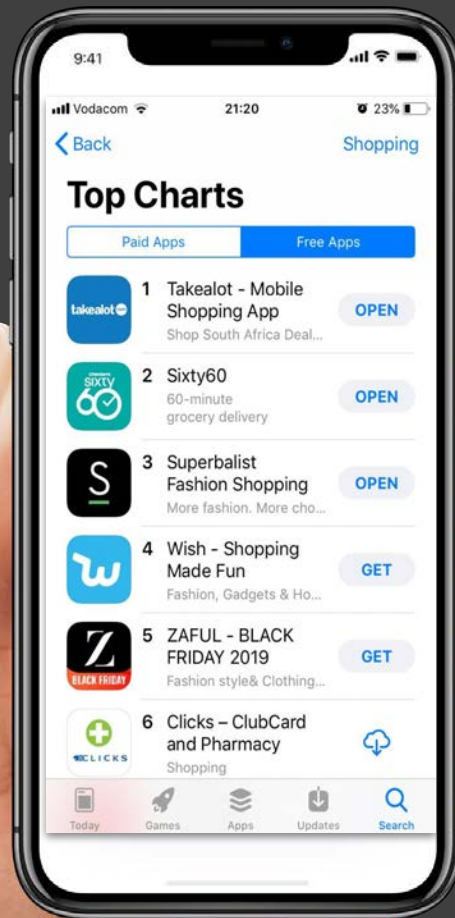 9:41
Vodacom 21:20 23%
Back Shopping
Top Charts
Paid Apps Free Apps
takealot
1 Takealot - Mobile
Shopping App
Shop South Africa Deal...
OPEN
SIXTY
60
2 Sixty60
60-minute
grocery delivery
OPEN
S
3 Superbalist
Fashion Shopping
More fashion. More cho...
OPEN
w
4 Wish - Shopping
Made Fun
Fashion, Gadgets & Ho...
GET
Z
BLACK FRIDAY
5 ZAFUL - BLACK
FRIDAY 2019
Fashion style& Clothing...
GET
CLICKS
6 Clicks – ClubCard
and Pharmacy
Shopping
Today Games Apps Updates Search